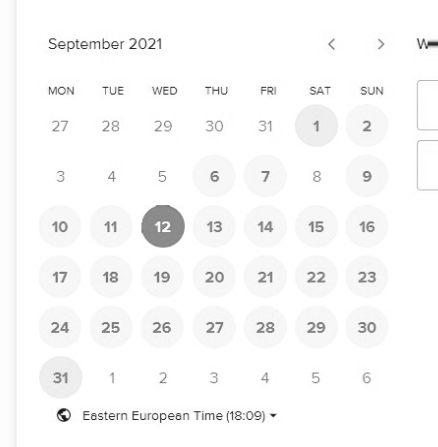 September 2021
MON TUE WED THU FRI SAT SUN
27 28 29 30 31 1 2
3 4 5 6 7 8 9
10 11 12 13 14 15 16
17 18 19 20 21 22 23
24 25 26 27 28 29 30
31 1 2 3 4 5 6
Eastern European Time (18:09)